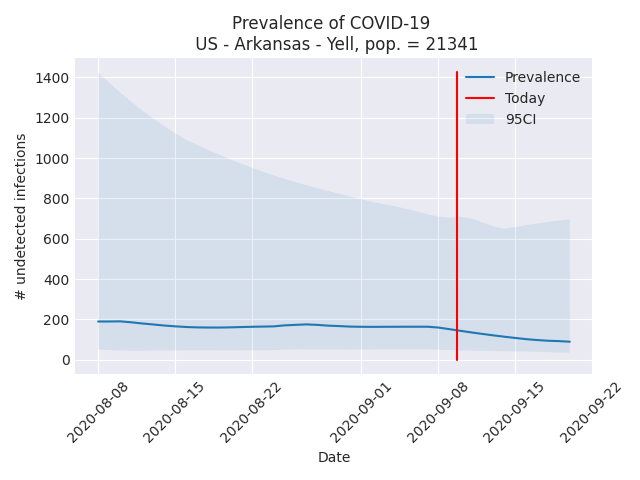 Prevalence of COVID-19
US - Arkansas - Yell, pop. = 21341
Prevalence
Today
95CI
1400
1200
1000
800
600
400
200
0
# undetected infections
2020-08-08
2020-08-15
2020-08-22
2020-09-01
2020-09-08
2020-09-15
2020-09-22
Date